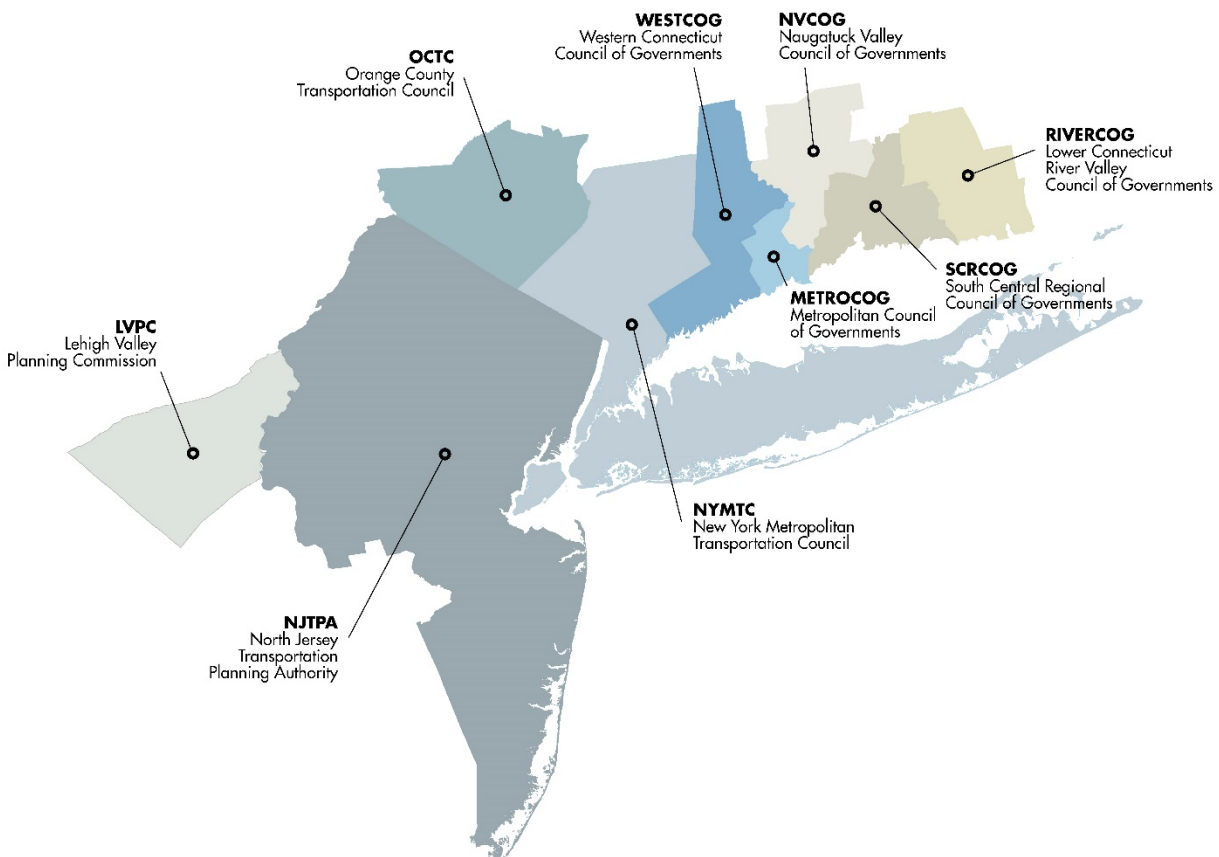 WESTCOG
Western Connecticut
Council of Governments
NVCOG
Naugatuck Valley
Council of Governments
OCTC
Orange County
Transportation Council
RIVERCOG
Lower Connecticut
River Valley
Council of Governments
SCRCOG
South Central Regional
Council of Governments
METROCOG
Metropolitan Council
of Governments
LVPC
Lehigh Valley
Planning Commission
NYMTC
New York Metropolitan
Transportation Council
NJTPA
North Jersey
Transportation
Planning Authority